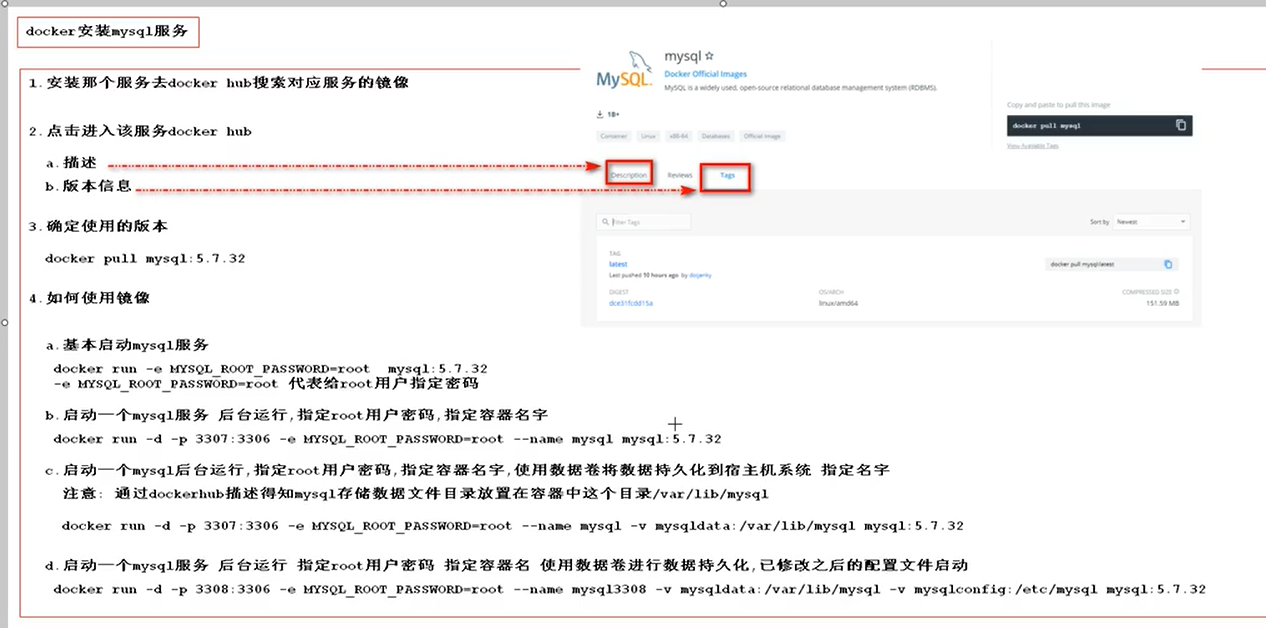 docker安装mysql服务
1.安装那个服务去docker hub搜索对应服务的镜像
2.点击进入该服务docker hub
a.描述
b.版本信息
3.确定使用的版本
docker pull mysql:5.7.32
4.如何使用镜像
a.基本启动mysql服务
docker run -e MYSQL_ROOT_PASSWORD=root mysql:5.7.32
-e MYSQL_ROOT_PASSWORD=root 代表给root用户指定密码
b.启动一个mysql服务 后台运行,指定root用户密码,指定容器名字
docker run -d -p 3307:3306 -e MYSQL_ROOT_PASSWORD=root --name mysql mysql:5.7.32
c.启动一个mysql后台运行,指定root用户密码,指定容器名字,使用数据卷将数据持久化到宿主机系统 指定名字
注意: 通过dockerhub描述得知mysql存储数据文件目录放置在容器中这个目录/var/lib/mysql
docker run -d -p 3307:3306 -e MYSQL_ROOT_PASSWORD=root --name mysql -v mysqldata:/var/lib/mysql mysql:5.7.32
d.启动一个mysql服务 后台运行 指定root用户密码 指定容器名 使用数据卷进行数据持久化,已修改之后的配置文件启动
docker run -d -p 3308:3306 -e MYSQL_ROOT_PASSWORD=root --name mysql3308 -v mysqldata:/var/lib/mysql -v mysqlconfig:/etc/mysql mysql:5.7.32
MySQL
mysql
Docker Official Images
MySQL is a widely used, open-source relational database management system (RDBMS).
1B+
Container Linux x86-64 Databases Official Image
Copy and paste to pull this image
docker pull mysql
View Available Tags
Description Reviews Tags
Filter Tags
Sort by Newest
TAG
latest
Last pushed 10 hours ago by doijanky
docker pull mysql:latest
DIGEST OS/ARCH COMPRESSED SIZE
dce31fcdd15a linux/amd64 151.59 MB